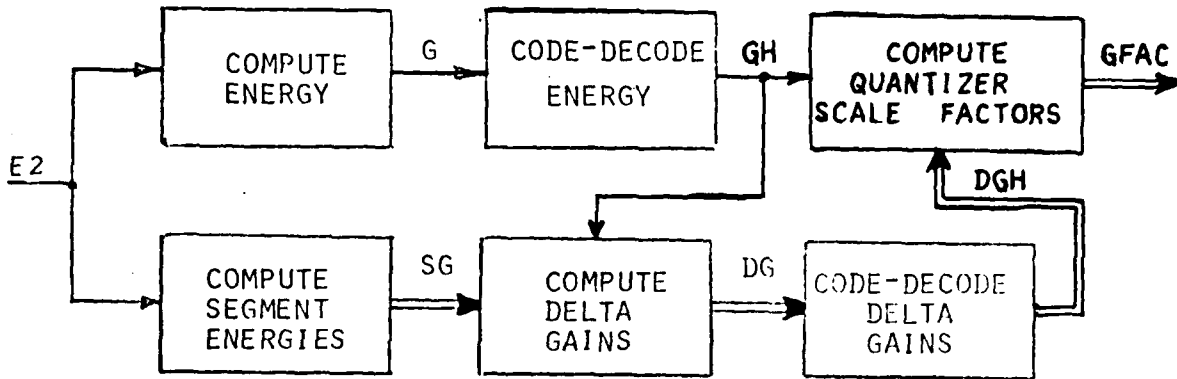 G
GH
GFAC
COMPUTE
ENERGY
CODE-DECODE
ENERGY
COMPUTE
QUANTIZER
SCALE FACTORS
E2
DGH
SG
DG
COMPUTE
SEGMENT
ENERGIES
COMPUTE
DELTA
GAINS
CODE-DECODE
DELTA
GAINS